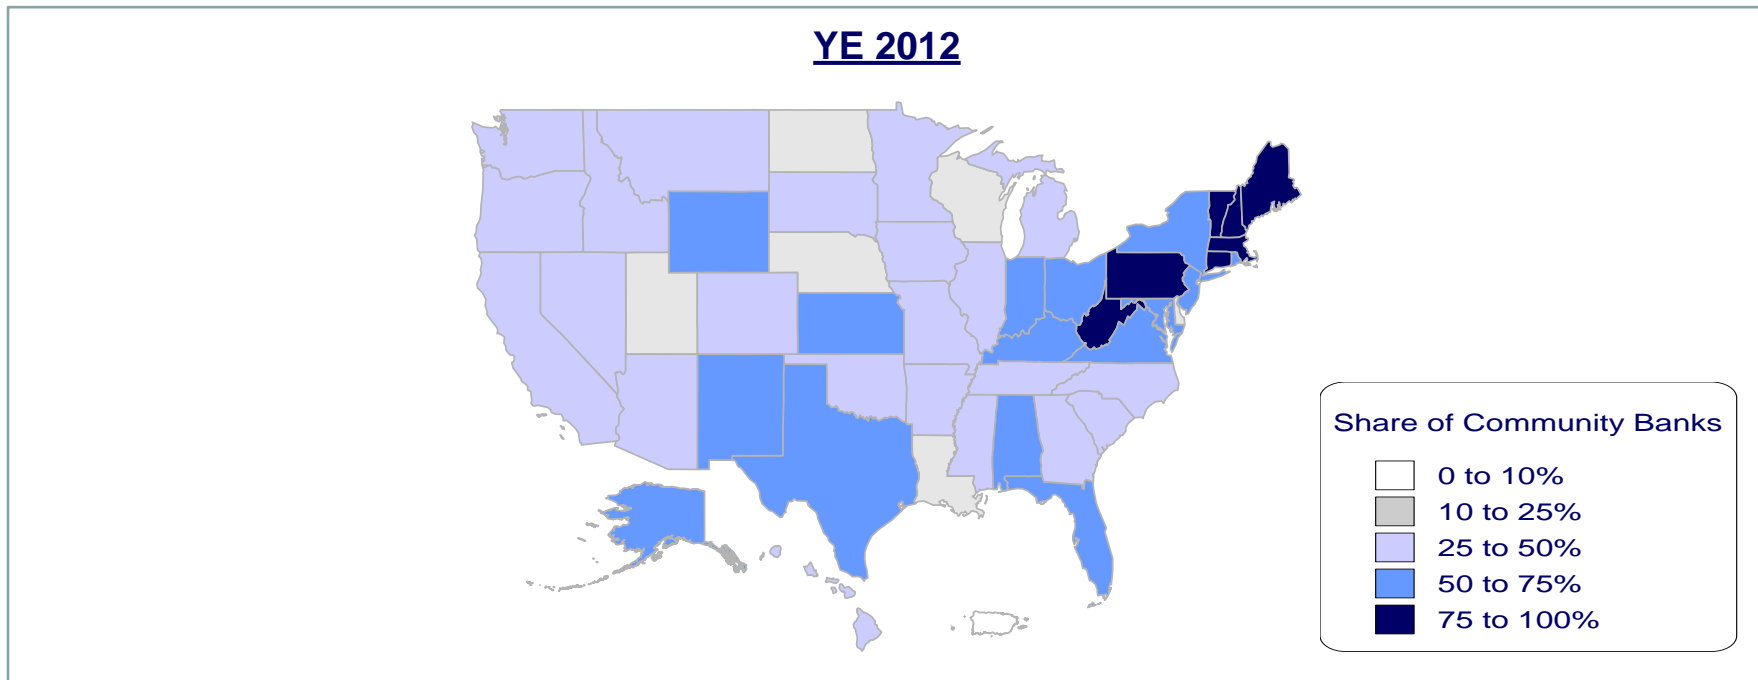 YE 2012
Share of Community Banks
0 to 10%
10 to 25%
25 to 50%
50 to 75%
75 to 100%